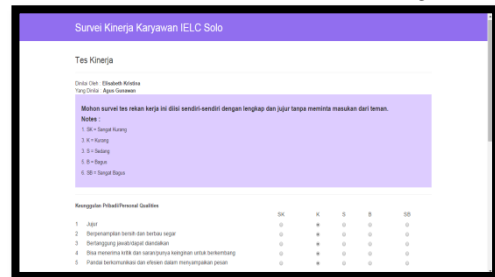 Survei Kinerja Karyawan IELC Solo
Tes Kinerja
Dinilai Oleh : Elisabeth Kristina
Yang Dinilai : Agus Gunawan
Mohon survei tes rekan kerja ini diisi sendiri-sendiri dengan lengkap dan jujur tanpa meminta masukan dari teman.
Notes :
1. SK = Sangat Kurang
2. K = Kurang
3. S = Sedang
5. B = Bagus
6. SB = Sangat Bagus
Keunggulan Pribadi/Personal Qualities
SK K S B SB
1 Jujur
2 Berpenampilan bersih dan berbau segar
3 Bertanggung jawab/dapat diandalkan
4 Bisa menerima kritik dan saran/punya keinginan untuk berkembang
5 Pandai berkomunikasi dan efisien dalam menyampaikan pesan